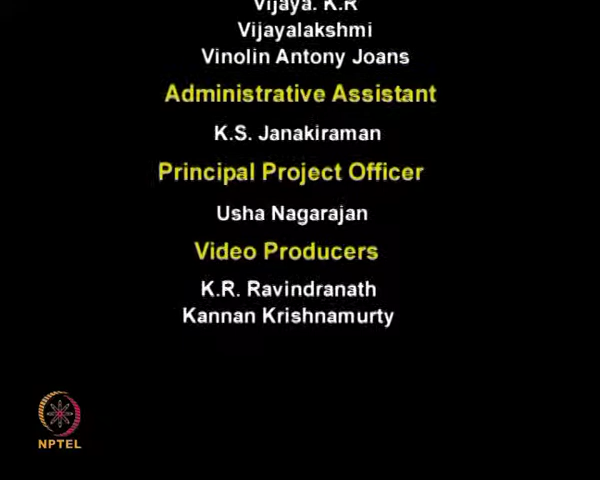 Vijaya. K.R
Vijayalakshmi
Vinolin Antony Joans
Administrative Assistant
K.S. Janakiraman
Principal Project Officer
Usha Nagarajan
Video Producers
K.R. Ravindranath
Kannan Krishnamurty
NPTEL